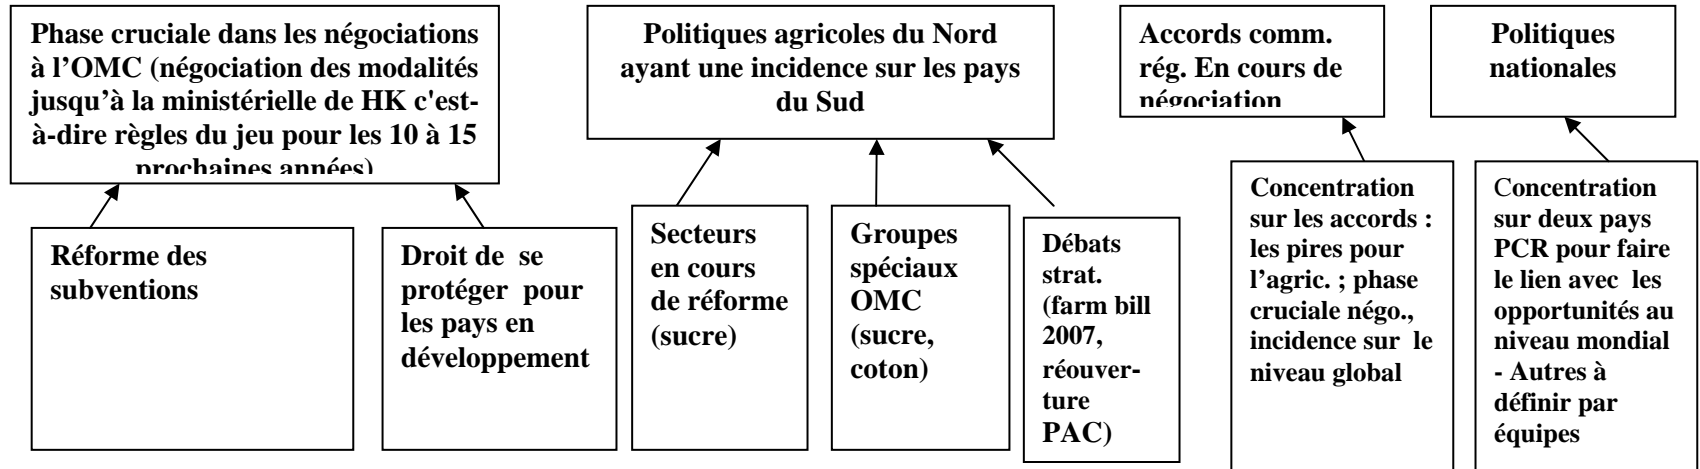 Phase cruciale dans les négociations
à l’OMC (négociation des modalités
jusqu’à la ministérielle de HK c'est-
à-dire règles du jeu pour les 10 à 15
prochaines années)
Politiques agricoles du Nord
ayant une incidence sur les pays
du Sud
Accords comm.
rég. En cours de
négociation
Politiques
nationales
Réforme des
subventions
Droit de se
protéger pour
les pays en
développement
Secteurs
en cours
de réforme
(sucre)
Groupes
spéciaux
OMC
(sucre,
coton)
Débats
strat.
(farm bill
2007,
réouver-
ture
PAC)
Concentration
sur les accords :
les pires pour
l’agric. ; phase
cruciale négo.,
incidence sur le
niveau global
Concentration
sur deux pays
PCR pour faire
le lien avec les
opportunités au
niveau mondial
- Autres à
définir par
équipes